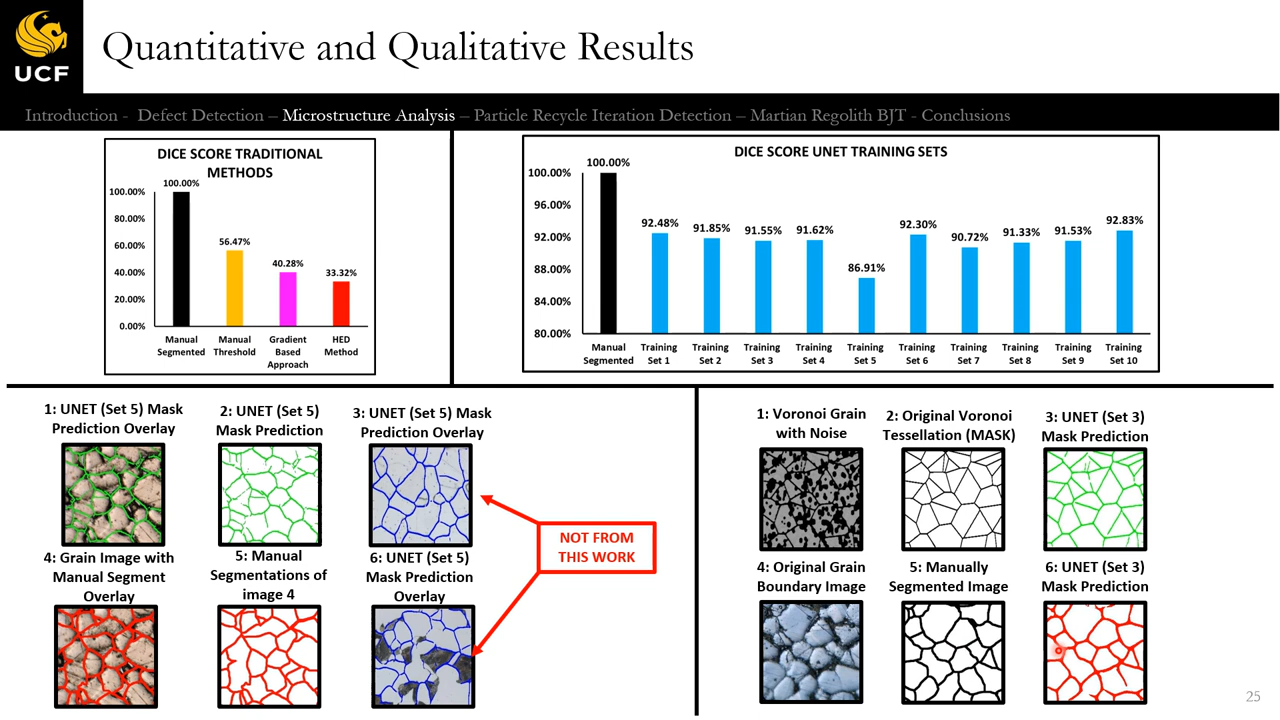 UCF
Quantitative and Qualitative Results
Introduction - Defect Detection – Microstructure Analysis – Particle Recycle Iteration Detection – Martian Regolith BJT - Conclusions
DICE SCORE TRADITIONAL
METHODS
100.00%
100.00%
80.00%
60.00%
40.00%
20.00%
0.00%
56.47%
40.28%
33.32%
Manual
Segmented
Manual
Threshold
Gradient
Based
Approach
HED
Method
DICE SCORE UNET TRAINING SETS
100.00%
100.00%
96.00%
92.00%
88.00%
84.00%
80.00%
92.48%
91.85%
91.55%
91.62%
86.91%
92.30%
90.72%
91.33%
91.53%
92.83%
Manual
Segmented
Training
Set 1
Training
Set 2
Training
Set 3
Training
Set 4
Training
Set 5
Training
Set 6
Training
Set 7
Training
Set 8
Training
Set 9
Training
Set 10
1: UNET (Set 5) Mask
Prediction Overlay
2: UNET (Set 5)
Mask Prediction
3: UNET (Set 5) Mask
Prediction Overlay
4: Grain Image with
Manual Segment
Overlay
5: Manual
Segmentations of
image 4
6: UNET (Set 5)
Mask Prediction
Overlay
NOT FROM
THIS WORK
1: Voronoi Grain
with Noise
2: Original Voronoi
Tessellation (MASK)
3: UNET (Set 3)
Mask Prediction
4: Original Grain
Boundary Image
5: Manually
Segmented Image
6: UNET (Set 3)
Mask Prediction
25